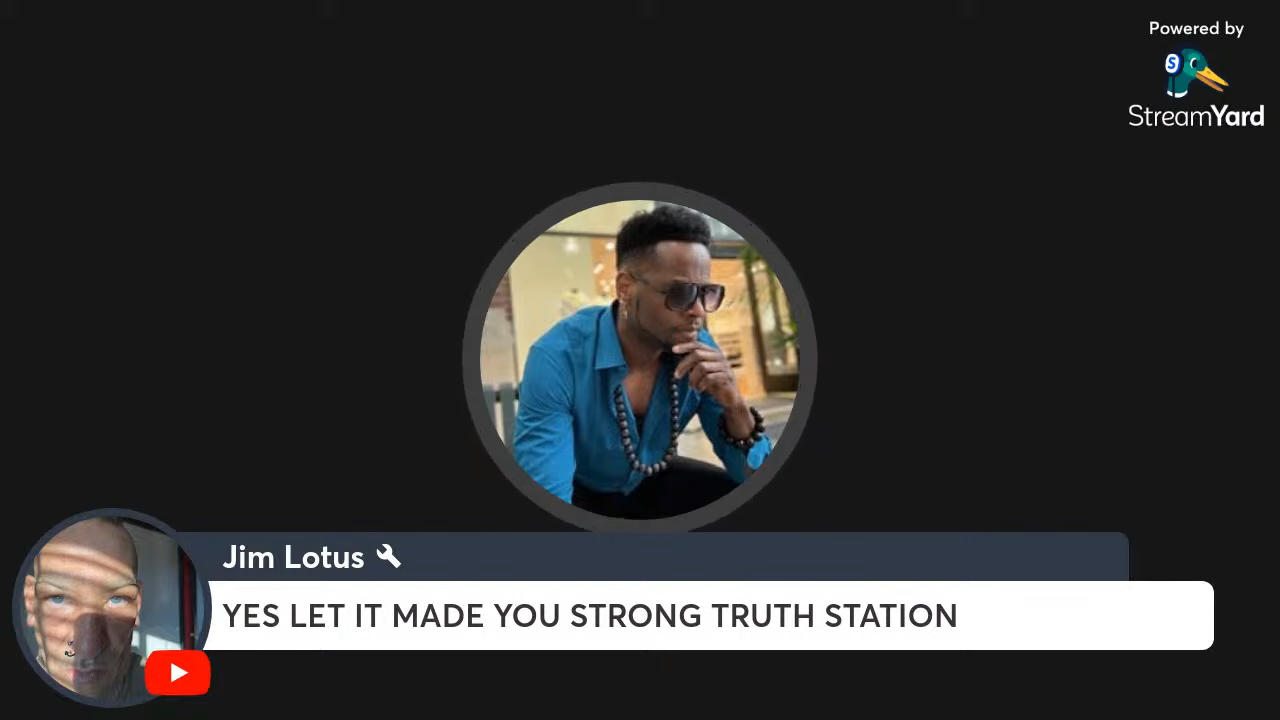 Powered by
StreamYard
Jim Lotus
YES LET IT MADE YOU STRONG TRUTH STATION